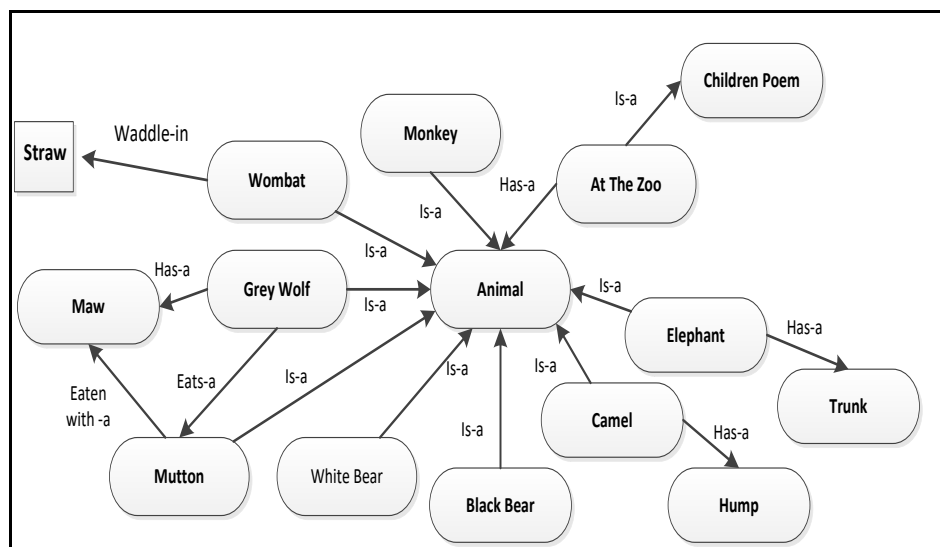 Children Poem
Is-a
Monkey
Straw
Waddle-in
Wombat
Has-a
At The Zoo
Is-a
Is-a
Has-a
Grey Wolf
Is-a
Animal
Is-a
Maw
Elephant
Has-a
Eats-a
Is-a
Is-a
Is-a
Eaten
with -a
Trunk
Camel
Is-a
Has-a
Mutton
White Bear
Black Bear
Hump